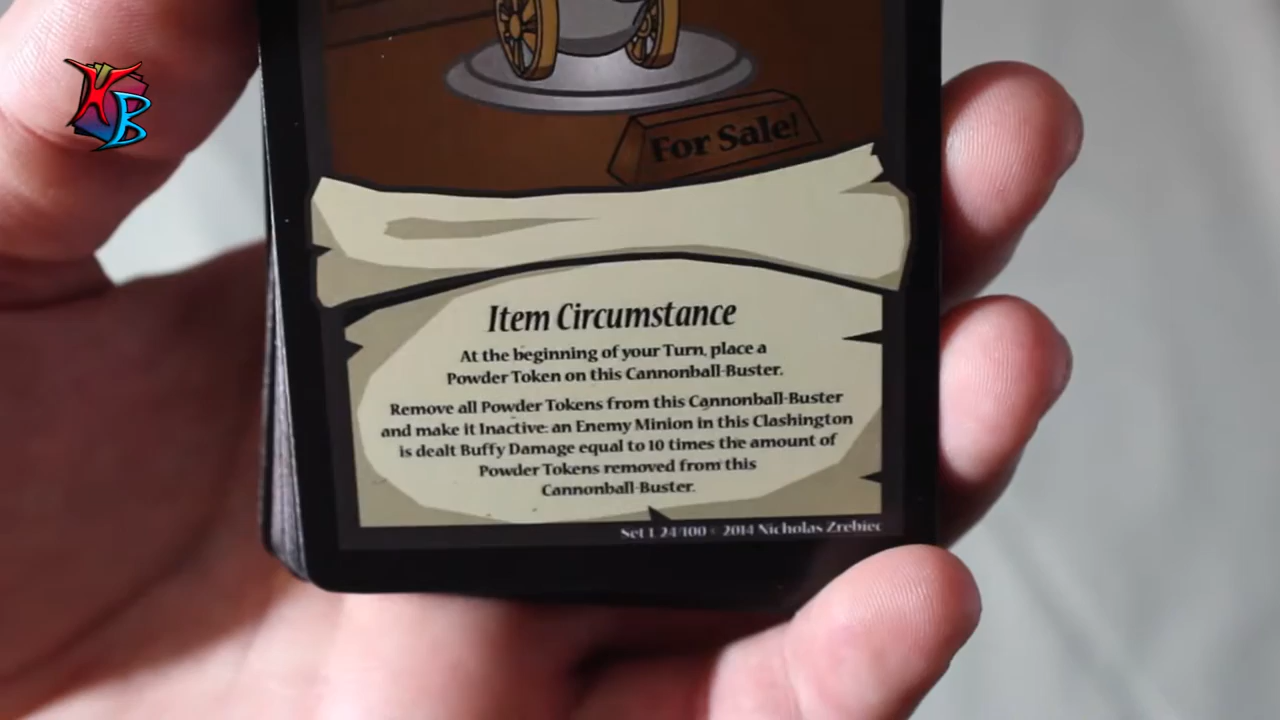 KB
For Sale!
Item Circumstance
At the beginning of your Turn, place a
Powder Token on this Cannonball-Buster.
Remove all Powder Tokens from this Cannonball-Buster
and make it Inactive: an Enemy Minion in this Clashington
is dealt Buffy Damage equal to 10 times the amount of
Powder Tokens removed from this
Cannonball-Buster.
Set 1 24/100 © 2014 Nicholas Zrebiec